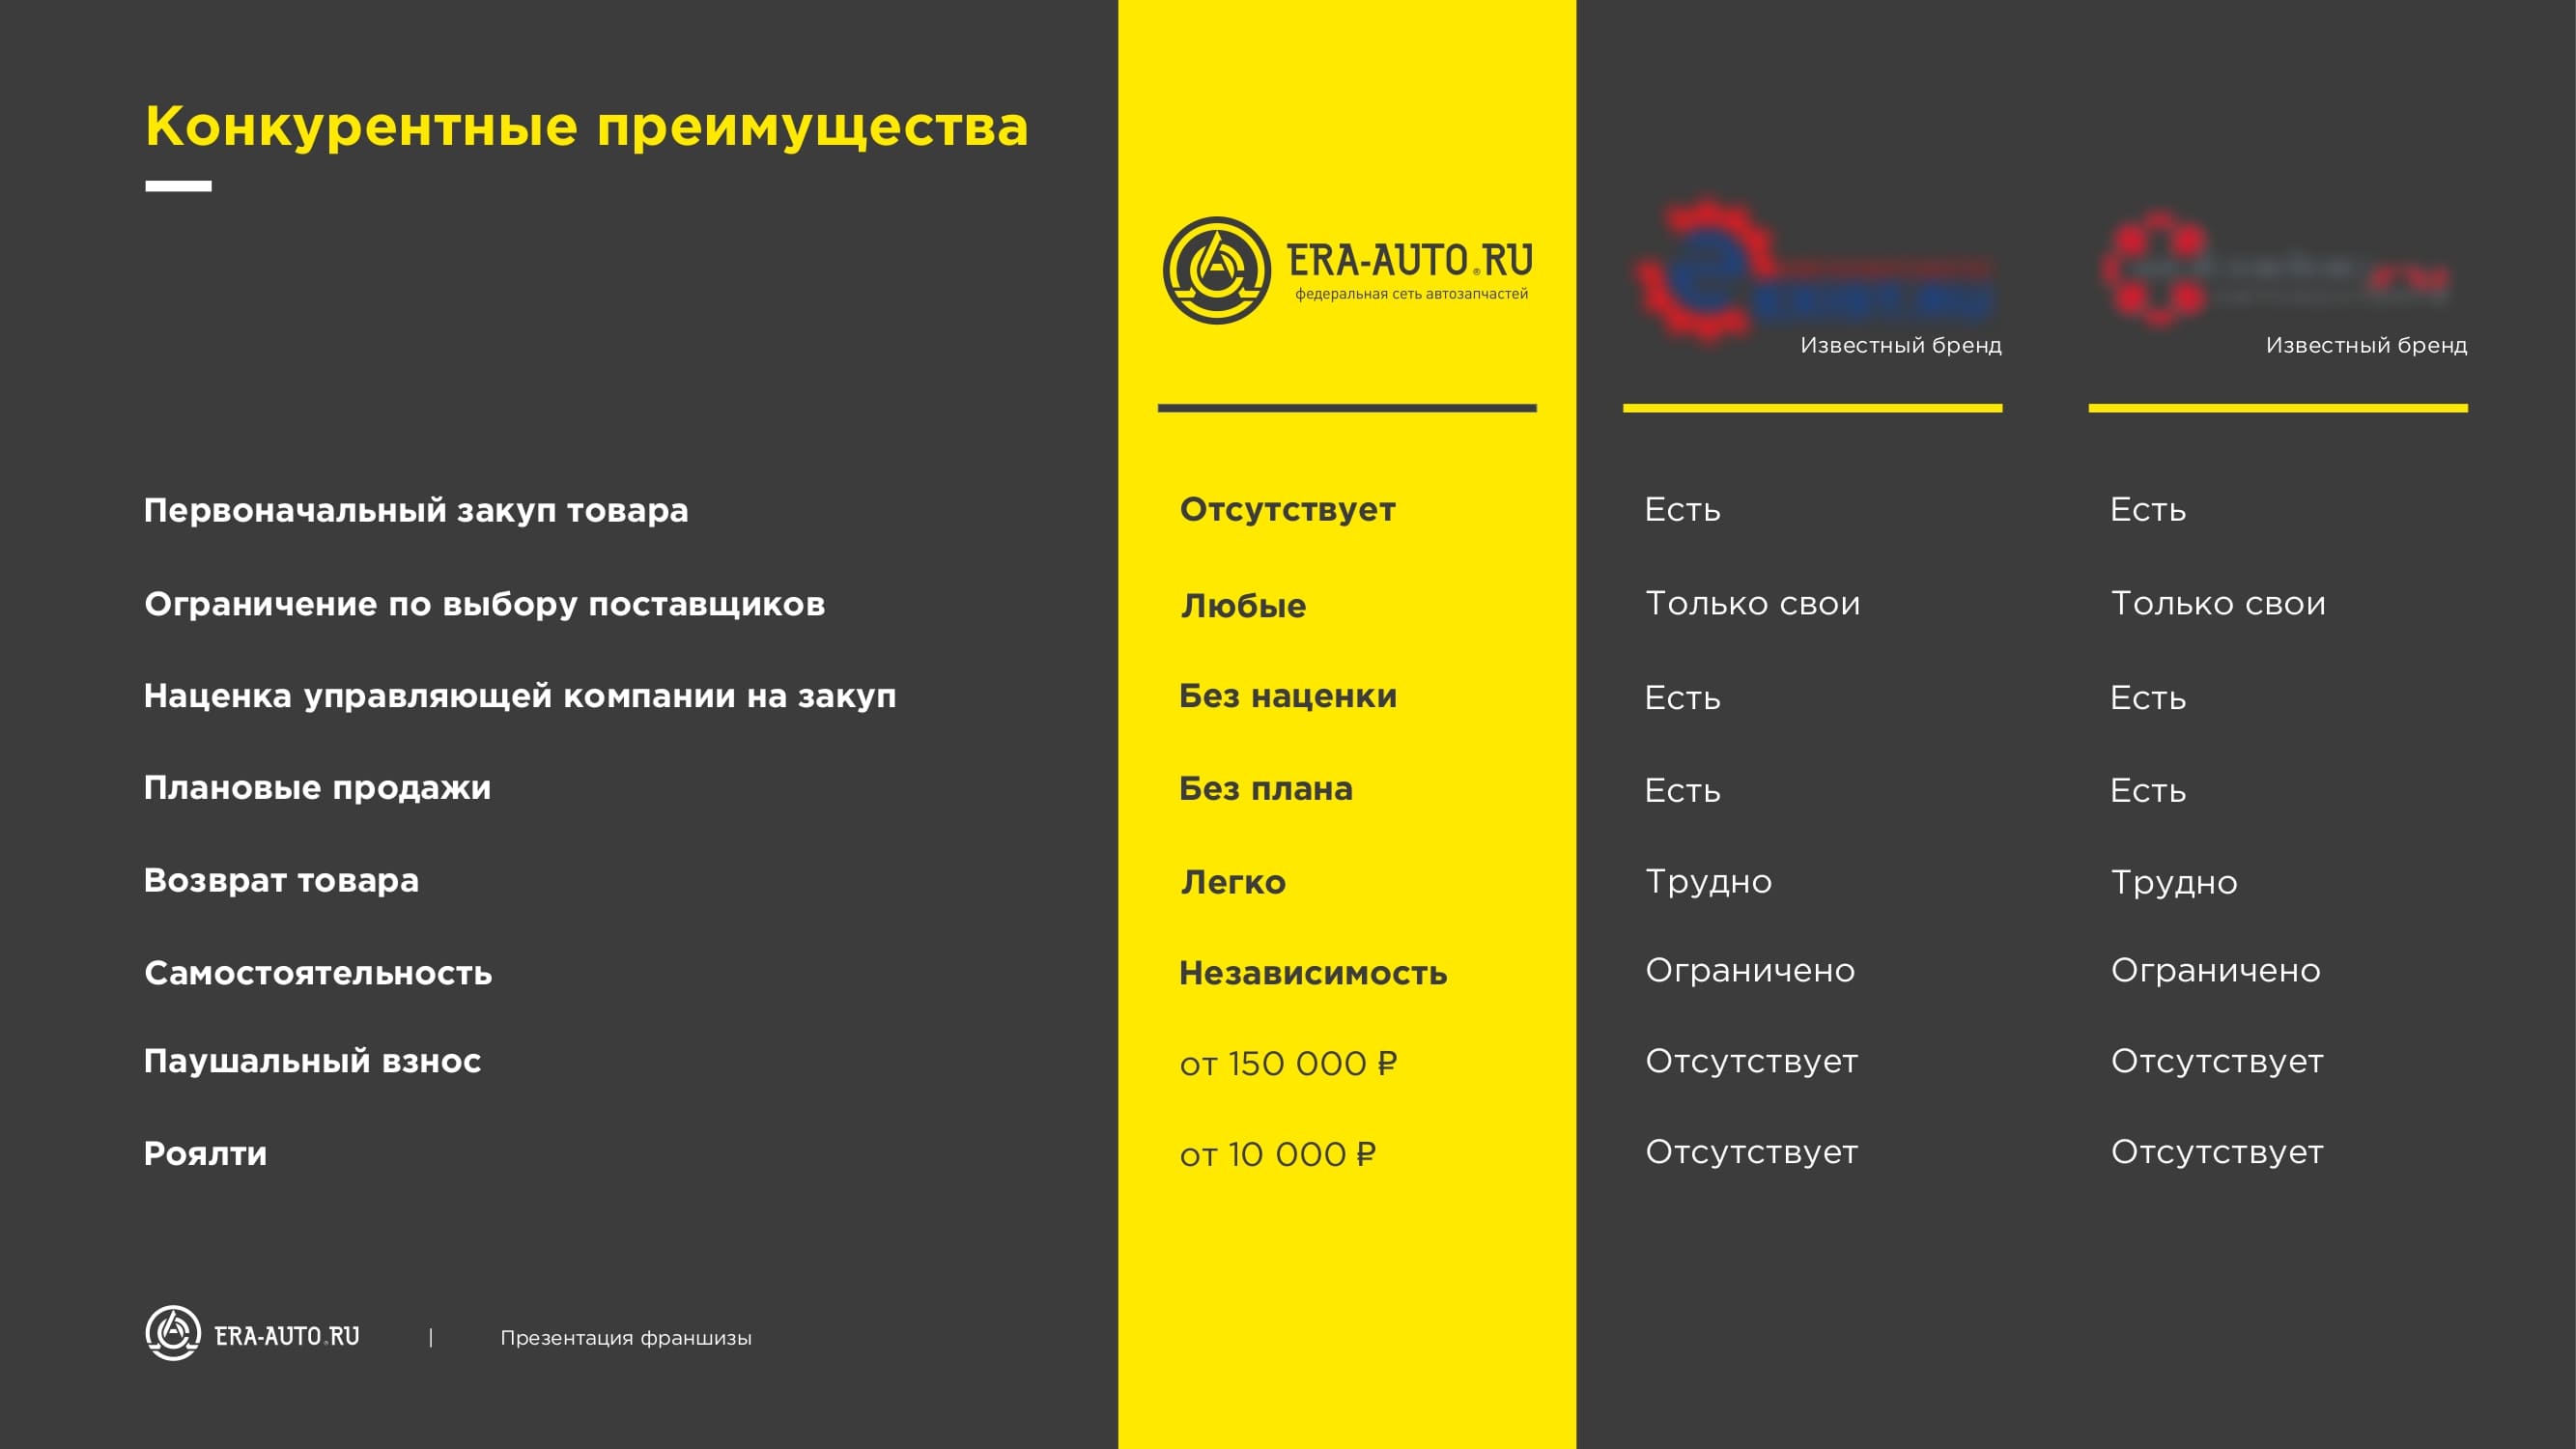 Конкурентные преимущества
ERA-AUTO.RU
федеральная сеть автозапчастей
Известный бренд
Известный бренд
Первоначальный закуп товара Отсутствует Есть Есть
Ограничение по выбору поставщиков Любые Только свои Только свои
Наценка управляющей компании на закуп Без наценки Есть Есть
Плановые продажи Без плана Есть Есть
Возврат товара Легко Трудно Трудно
Самостоятельность Независимость Ограничено Ограничено
Паушальный взнос от 150 000 ₽ Отсутствует Отсутствует
Роялти от 10 000 ₽ Отсутствует Отсутствует
ERA-AUTO.RU | Презентация франшизы